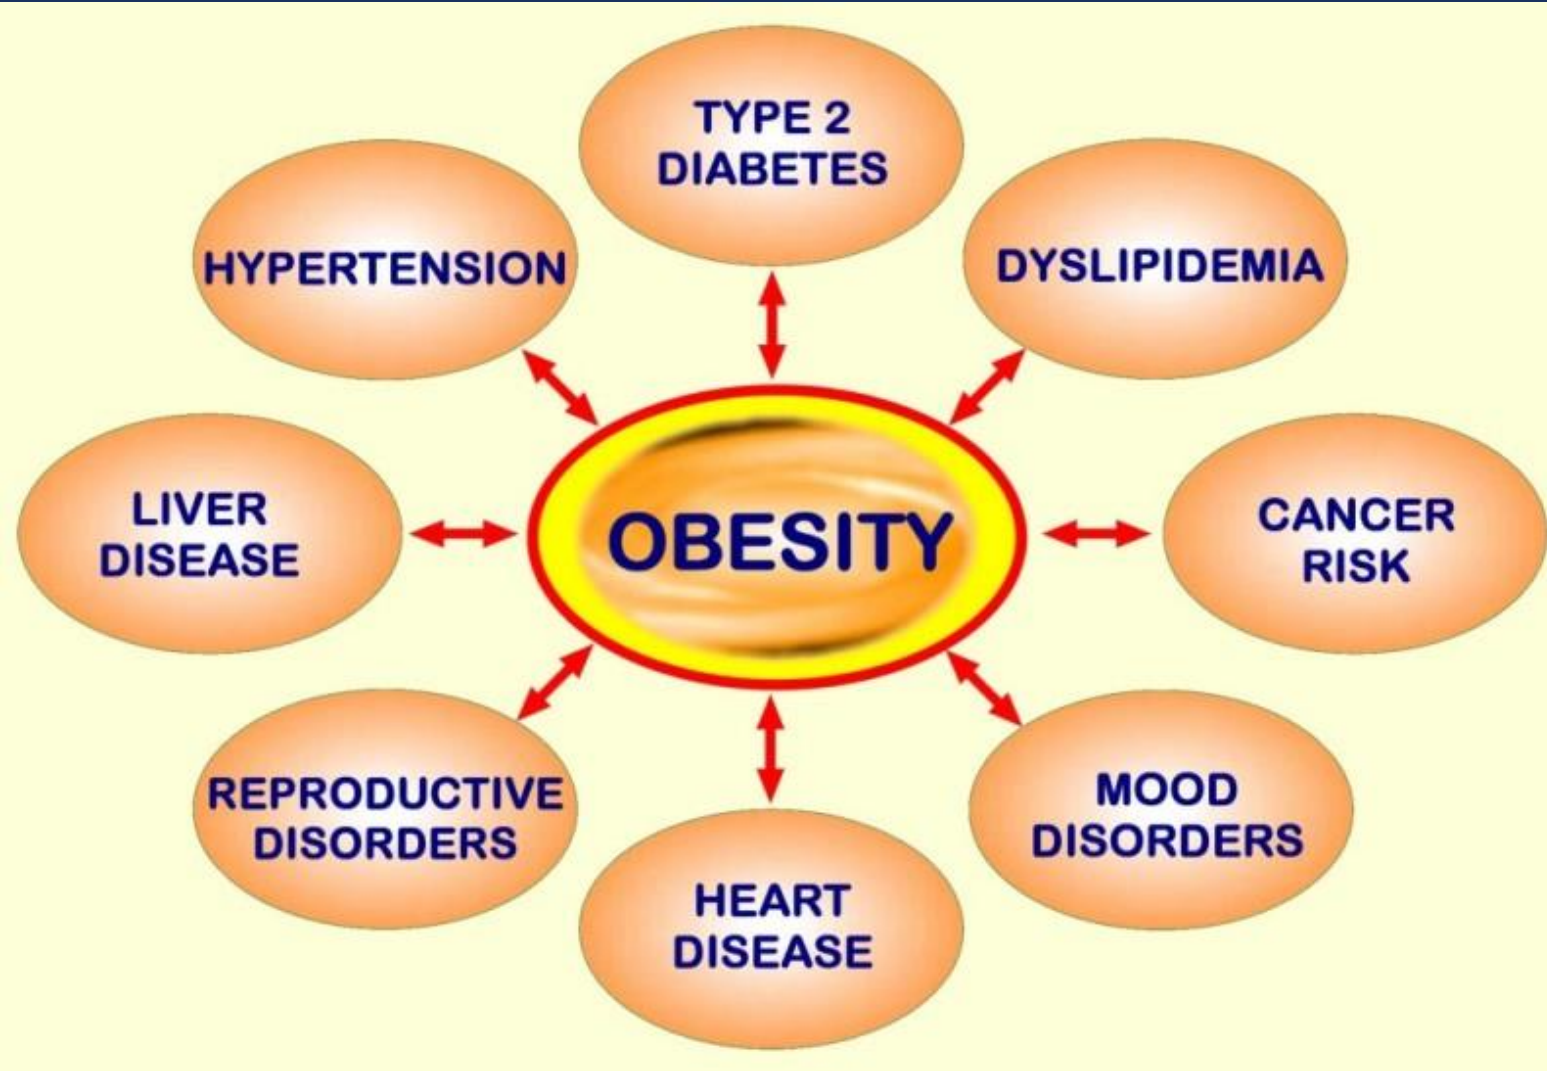 TYPE 2
DIABETES
HYPERTENSION
DYSLIPIDEMIA
LIVER
DISEASE
OBESITY
CANCER
RISK
REPRODUCTIVE
DISORDERS
MOOD
DISORDERS
HEART
DISEASE